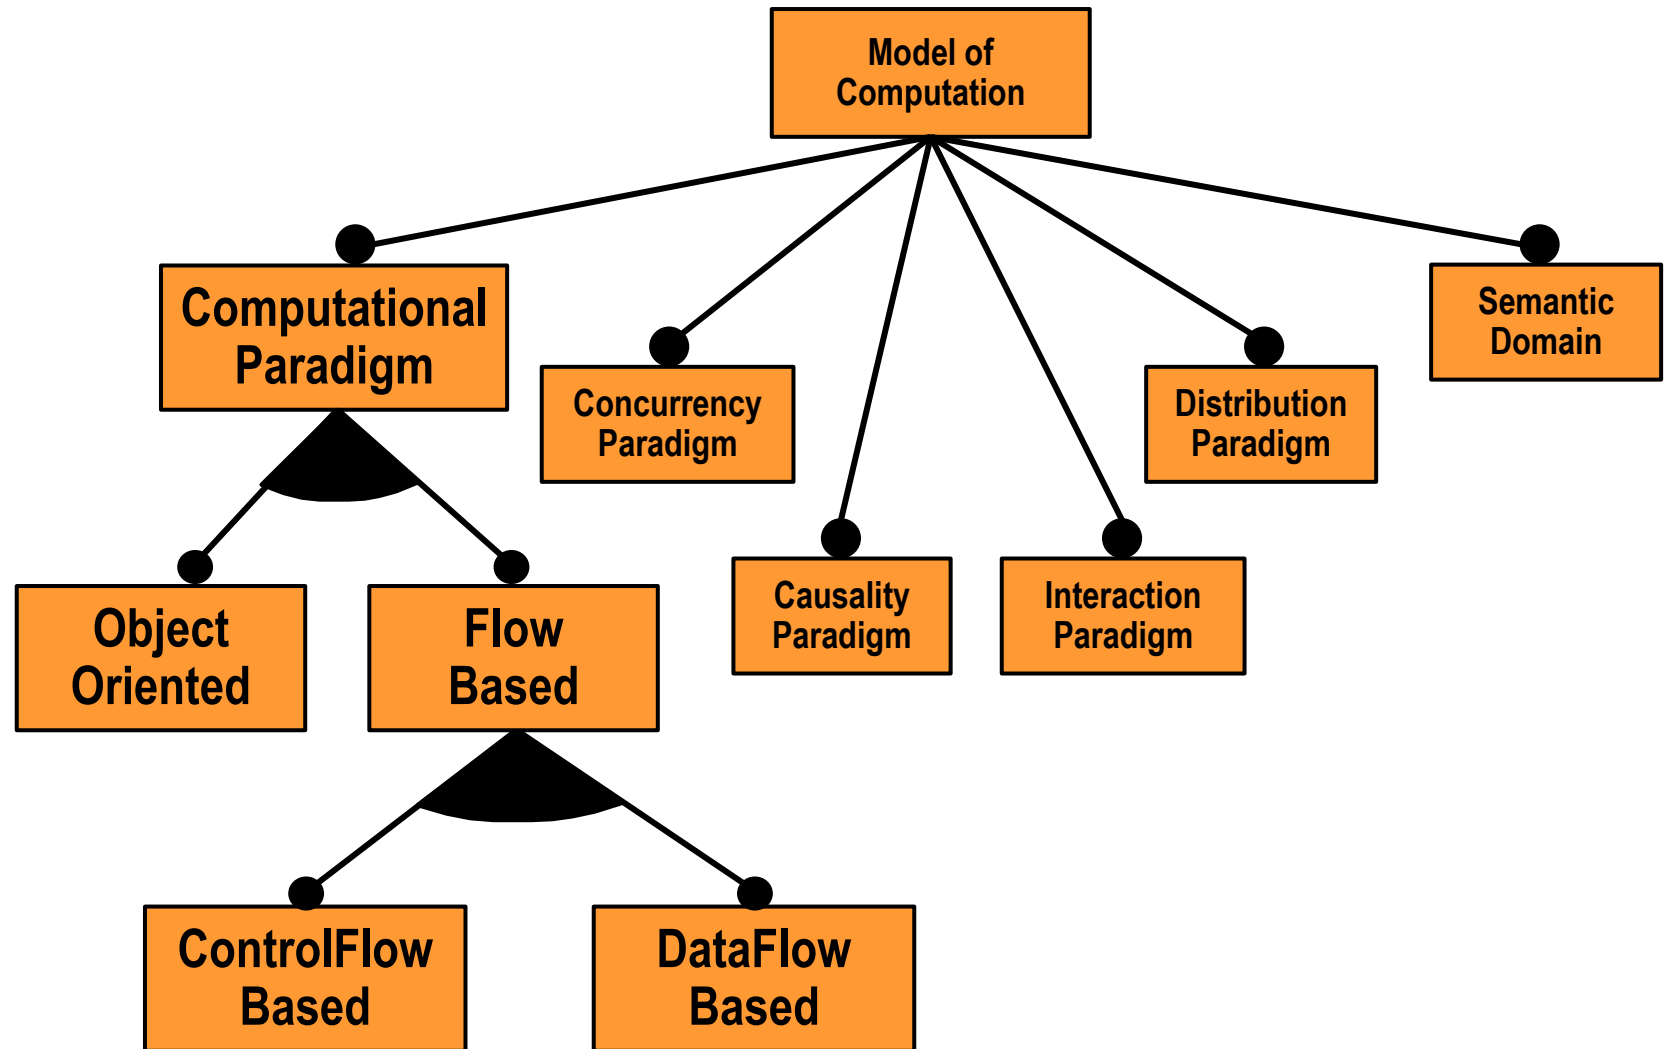 Model of
Computation
Computational
Paradigm
Concurrency
Paradigm
Causality
Paradigm
Interaction
Paradigm
Distribution
Paradigm
Semantic
Domain
Object
Oriented
Flow
Based
ControlFlow
Based
DataFlow
Based